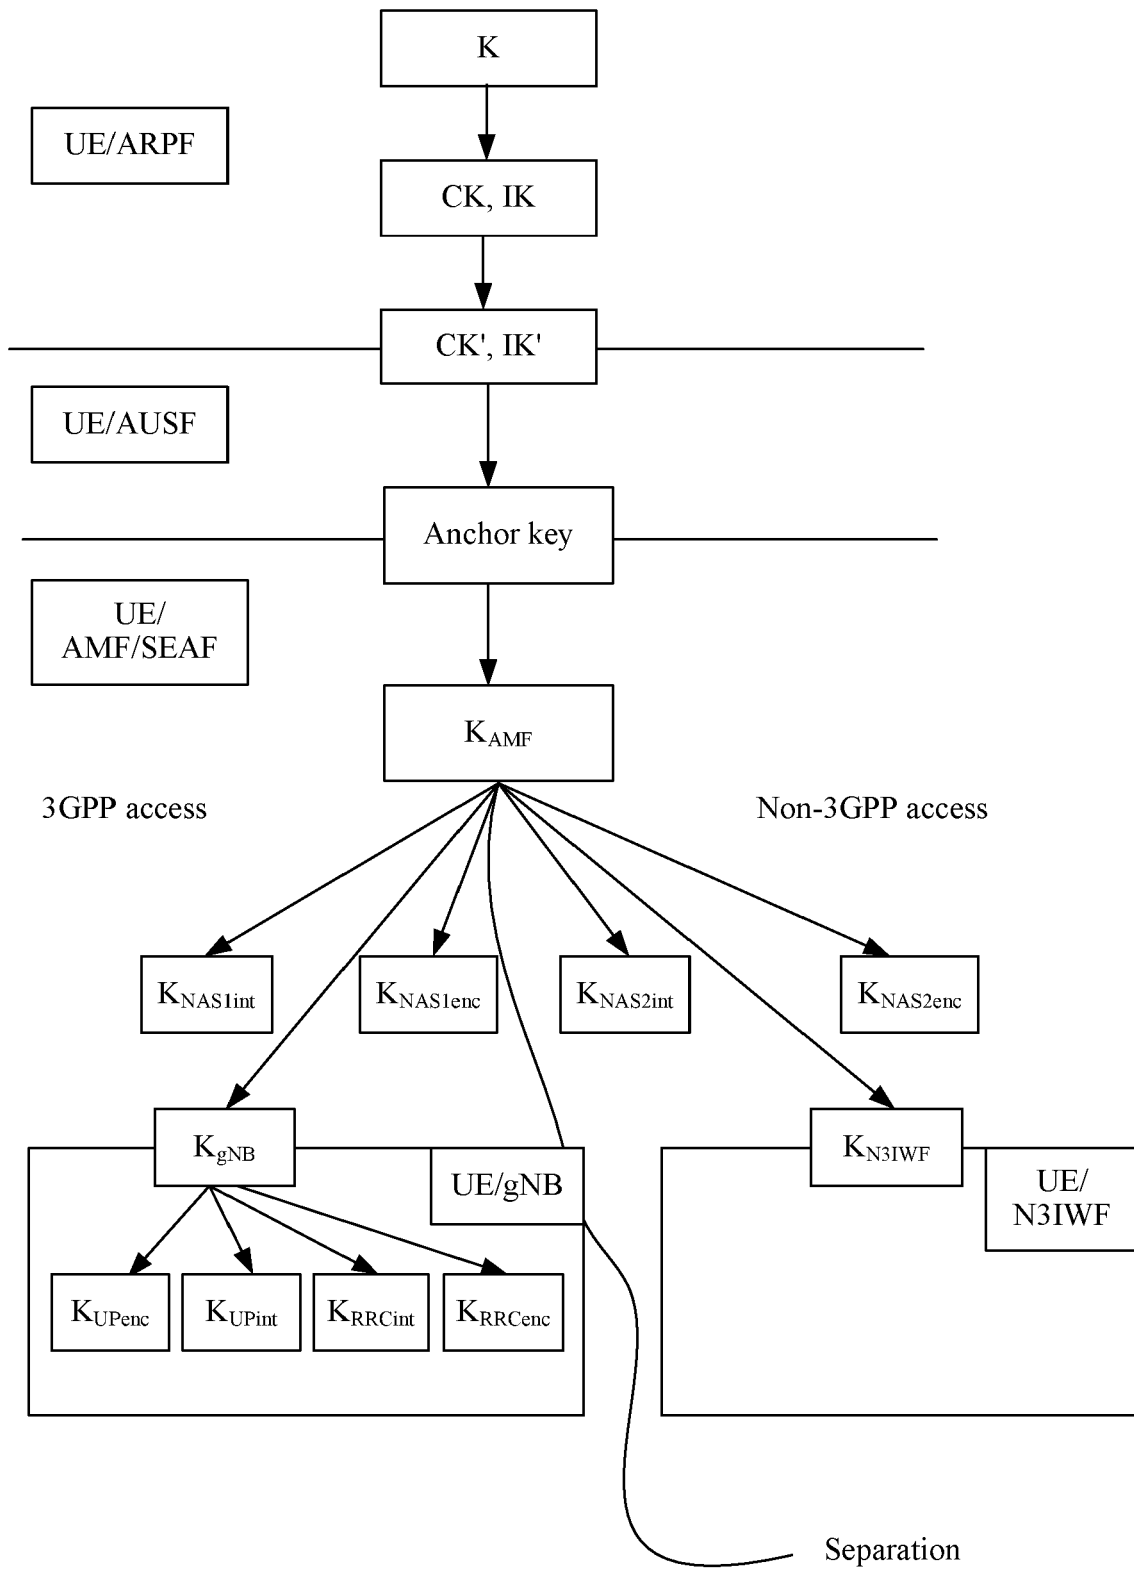 K
UE/ARPF
CK, IK
CK', IK'
UE/AUSF
Anchor key
UE/
AMF/SEAF
KAMF
3GPP access
Non-3GPP access
KNAS1int
KNAS1enc
KNAS2int
KNAS2enc
KgNB
UE/gNB
KN3IWF
UE/
N3IWF
KUPenc
KUPint
KRRCint
KRRCenc
Separation